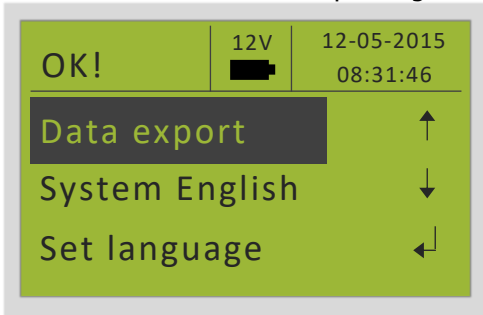 OK!
12V
12-05-2015
08:31:46
Data export
System English
Set language